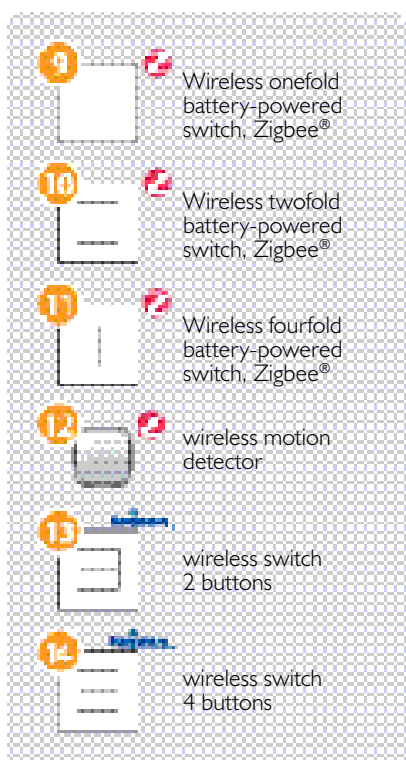 9
Wireless onefold
battery-powered
switch, Zigbee®
10
Wireless twofold
battery-powered
switch, Zigbee®
11
Wireless fourfold
battery-powered
switch, Zigbee®
12
wireless motion
detector
13
wireless switch
2 buttons
14
wireless switch
4 buttons